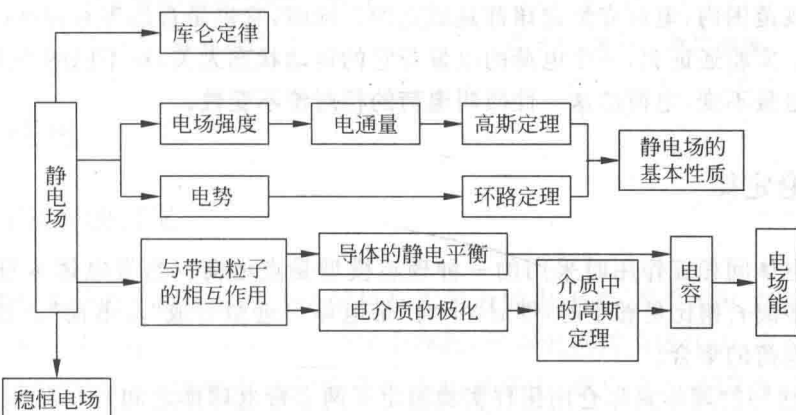 库仑定律
静电场
电场强度
电通量
高斯定理
静电场的
基本性质
电势
环路定理
与带电粒子
的相互作用
导体的静电平衡
电介质的极化
介质中
的高斯
定理
电容
电场能
稳恒电场